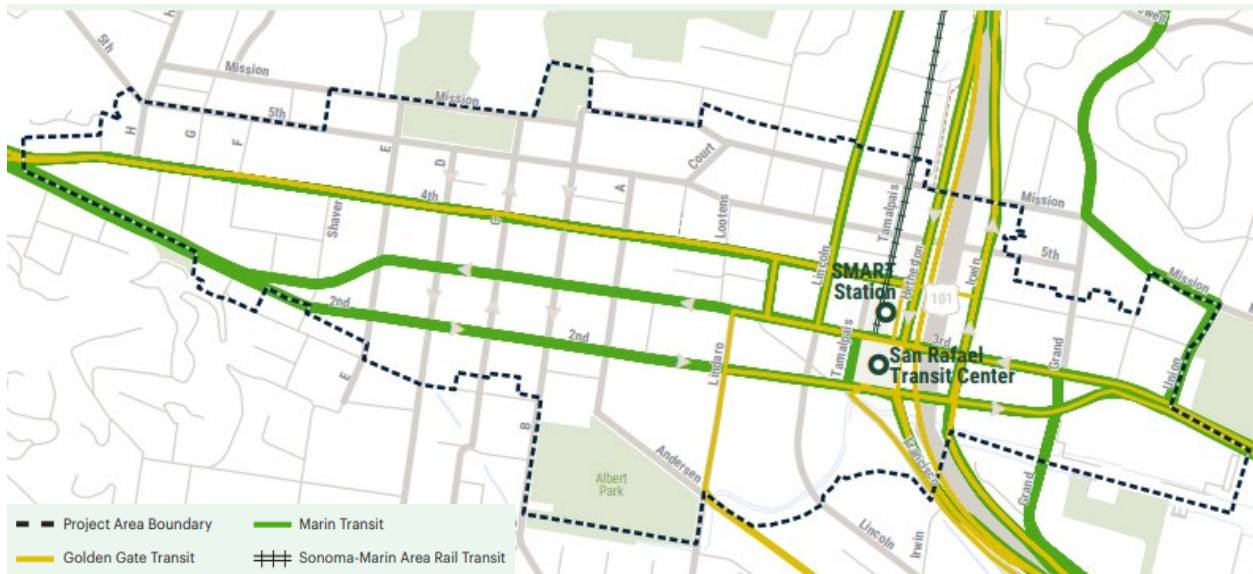 H
5th
Mission
Mission
5th
H
G
F
E
D
A
Court
Lootens
4th
Shaver
Lincoln
Tamalpais
Hetherton
Irwin
Mission
5th
Mission
SMART
Station
101
2nd
2nd
3rd
San Rafael
Transit Center
Tamalpais
Grand
Union
Lindaro
E
B
Albert
Park
Andersen
Francisco
Grand
Lincoln
Irwin
Project Area Boundary
Marin Transit
Golden Gate Transit
Sonoma-Marin Area Rail Transit